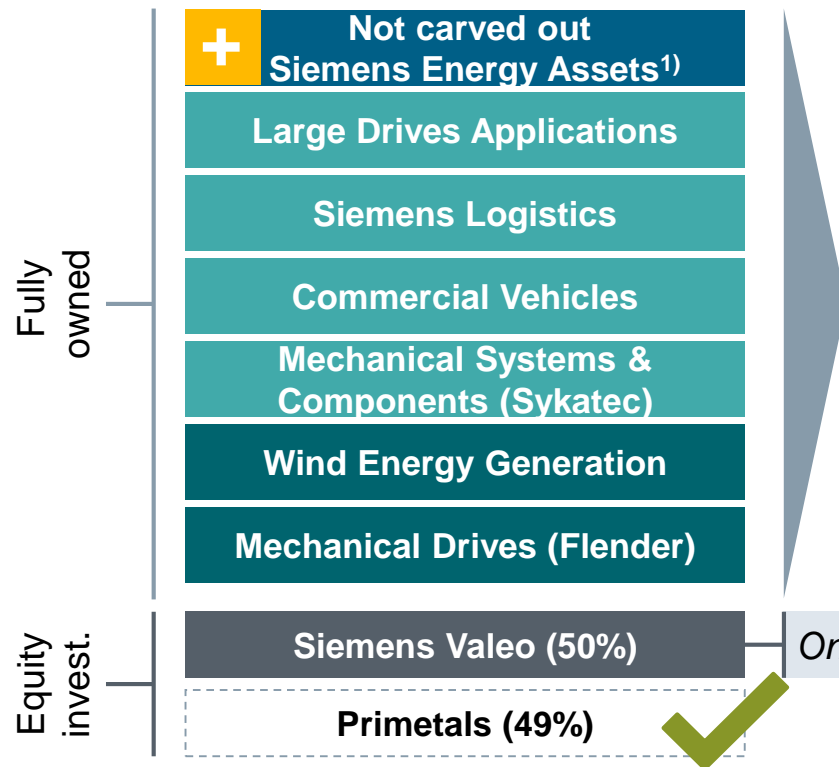 + Not carved out
Siemens Energy Assets1)
Large Drives Applications
Siemens Logistics
Commercial Vehicles
Mechanical Systems &
Components (Sykatec)
Wind Energy Generation
Mechanical Drives (Flender)
Fully
owned
Siemens Valeo (50%)
Or
Primetals (49%)
Equity
invest.